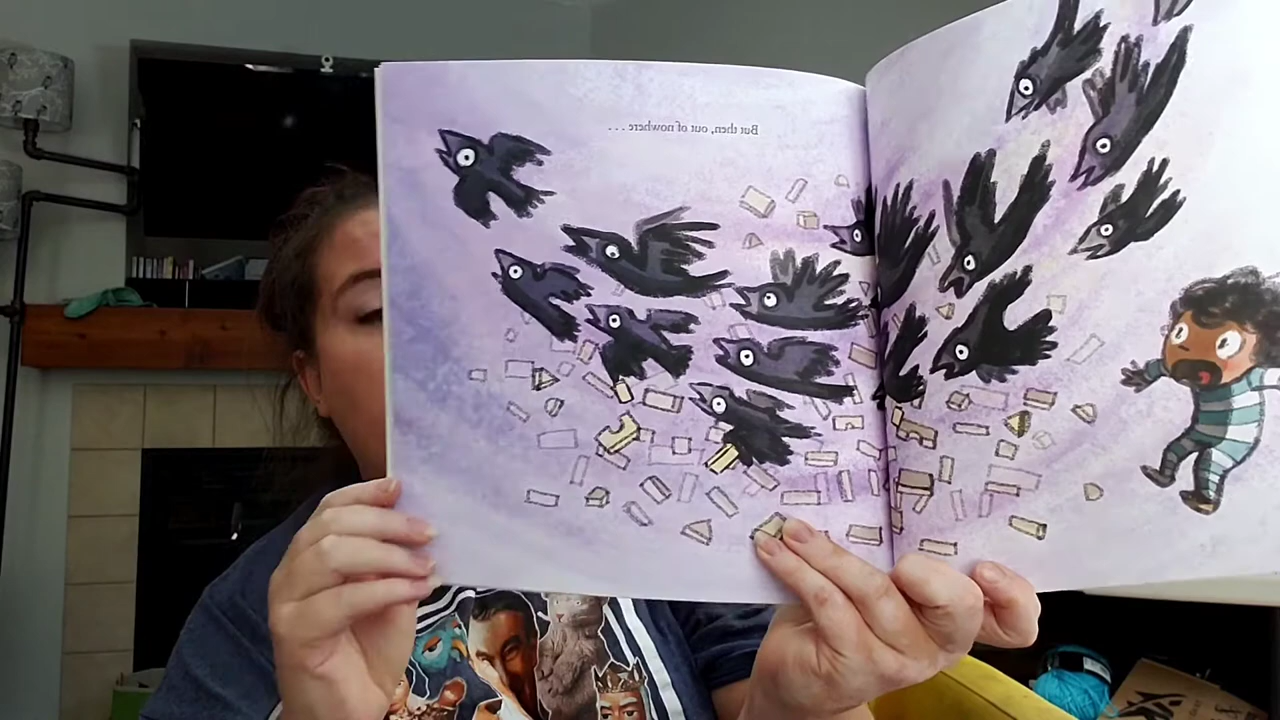 But then, out of nowhere . . .